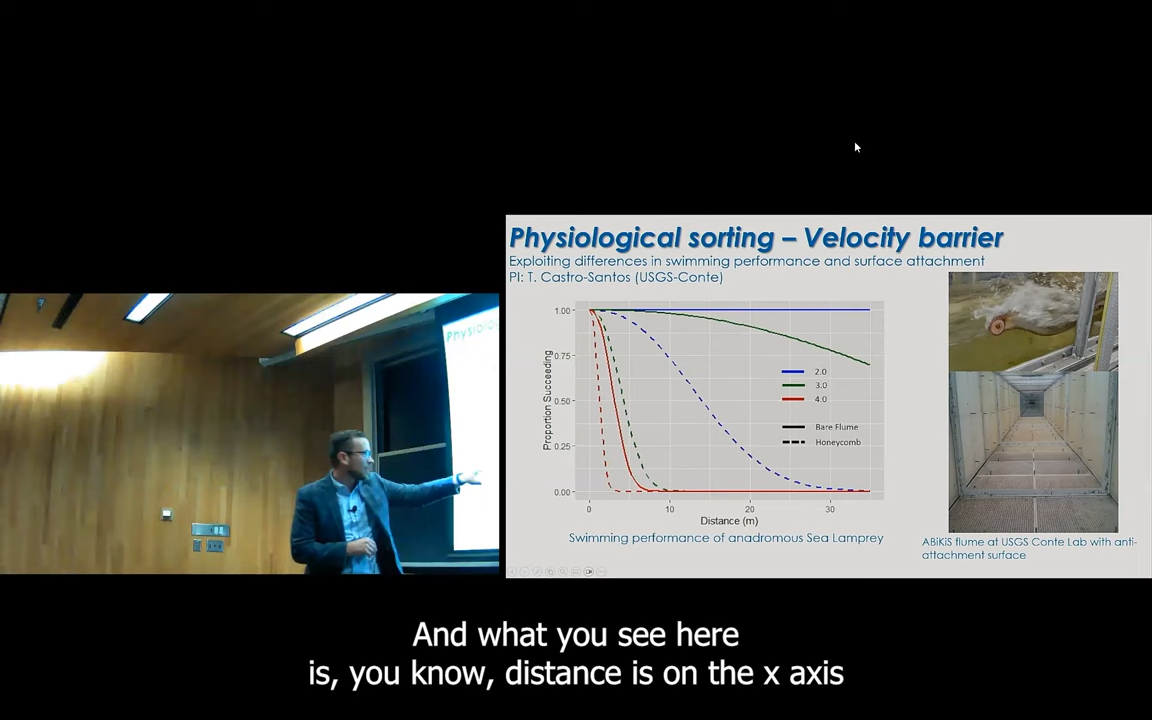 Physiological sorting – Velocity barrier
Exploiting differences in swimming performance and surface attachment
PI: T. Castro-Santos (USGS-Conte)
Proportion Succeeding
1.00
0.75
0.50
0.25
0.00
2.0
3.0
4.0
Bare Flume
Honeycomb
0
10
20
30
Distance (m)
Swimming performance of anadromous Sea Lamprey
ABiKiS flume at USGS Conte Lab with anti-
attachment surface
Physiolo
And what you see here
is, you know, distance is on the x axis